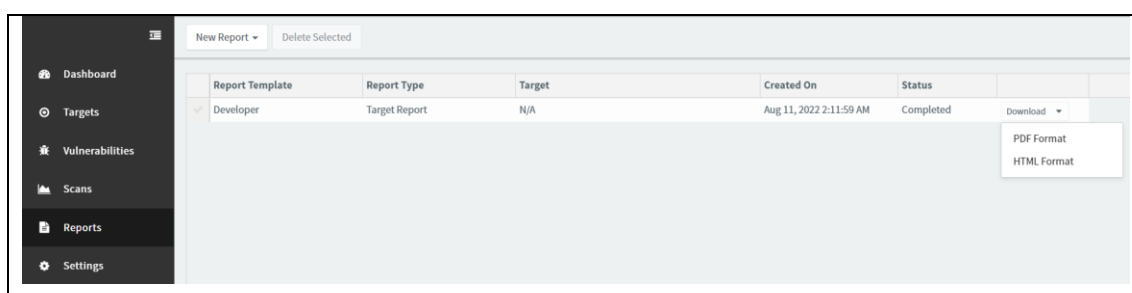 New Report Delete Selected
Dashboard
Targets
Vulnerabilities
Scans
Reports
Settings
Report Template Report Type Target Created On Status
Developer Target Report N/A Aug 11, 2022 2:11:59 AM Completed Download
PDF Format
HTML Format